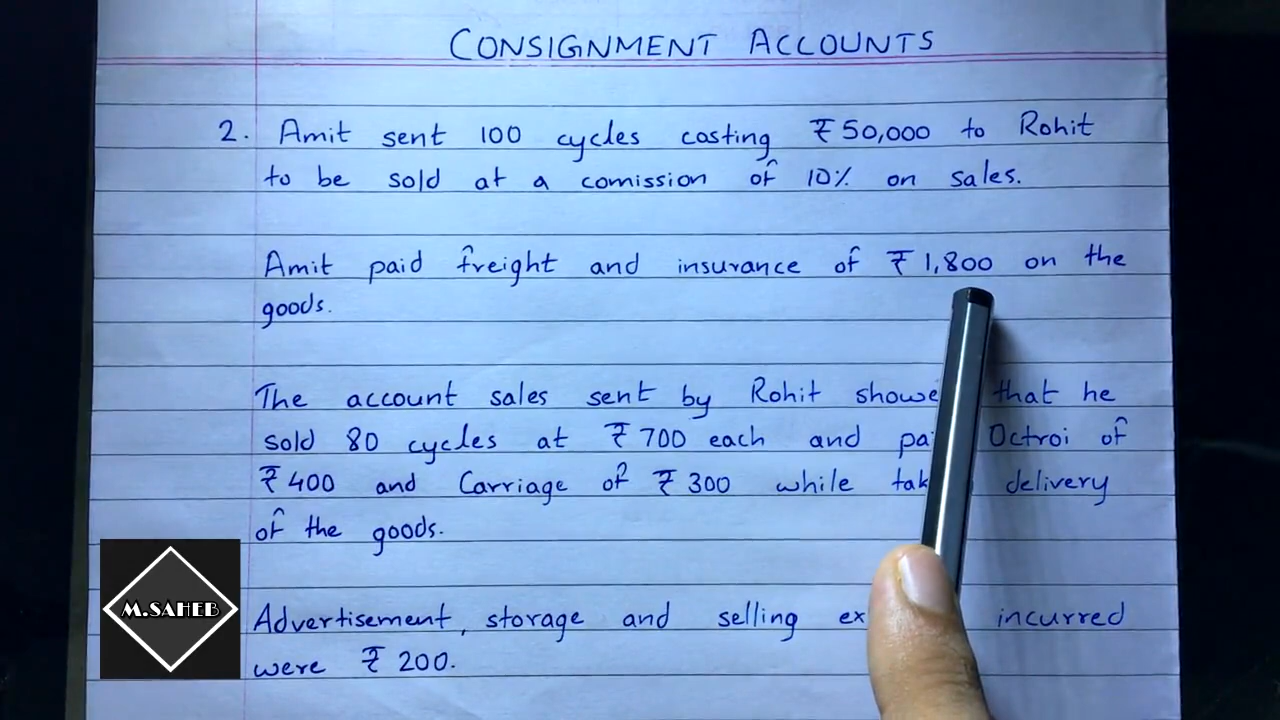 CONSIGNMENT ACCOUNTS
2. Amit sent 100 cycles costing ₹50,000 to Rohit
to be sold at a comission of 10% on sales.
Amit paid freight and insurance of ₹1,800 on the
goods.
The account sales sent by Rohit that he
sold 80 cycles at ₹700 each and Octroi of
₹400 and Carriage of ₹300 while delivery
of the goods.
Advertisement, storage and selling incurred
were ₹200.
M.SAHEB